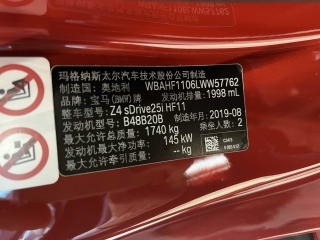 玛格纳斯太尔汽车技术股份公司制造
制造国：奥地利 WBAHF1106LWW57762
品牌：宝马(BMW)牌 发动机排量：1998 mL
整车型号：Z4 sDrive25i HF11
发动机型号：B48B20B 制造年月：2019-08
最大允许总质量：1740 kg 乘坐人数：2
最大净功率：145 kW
最大允许牵引质量：-- kg